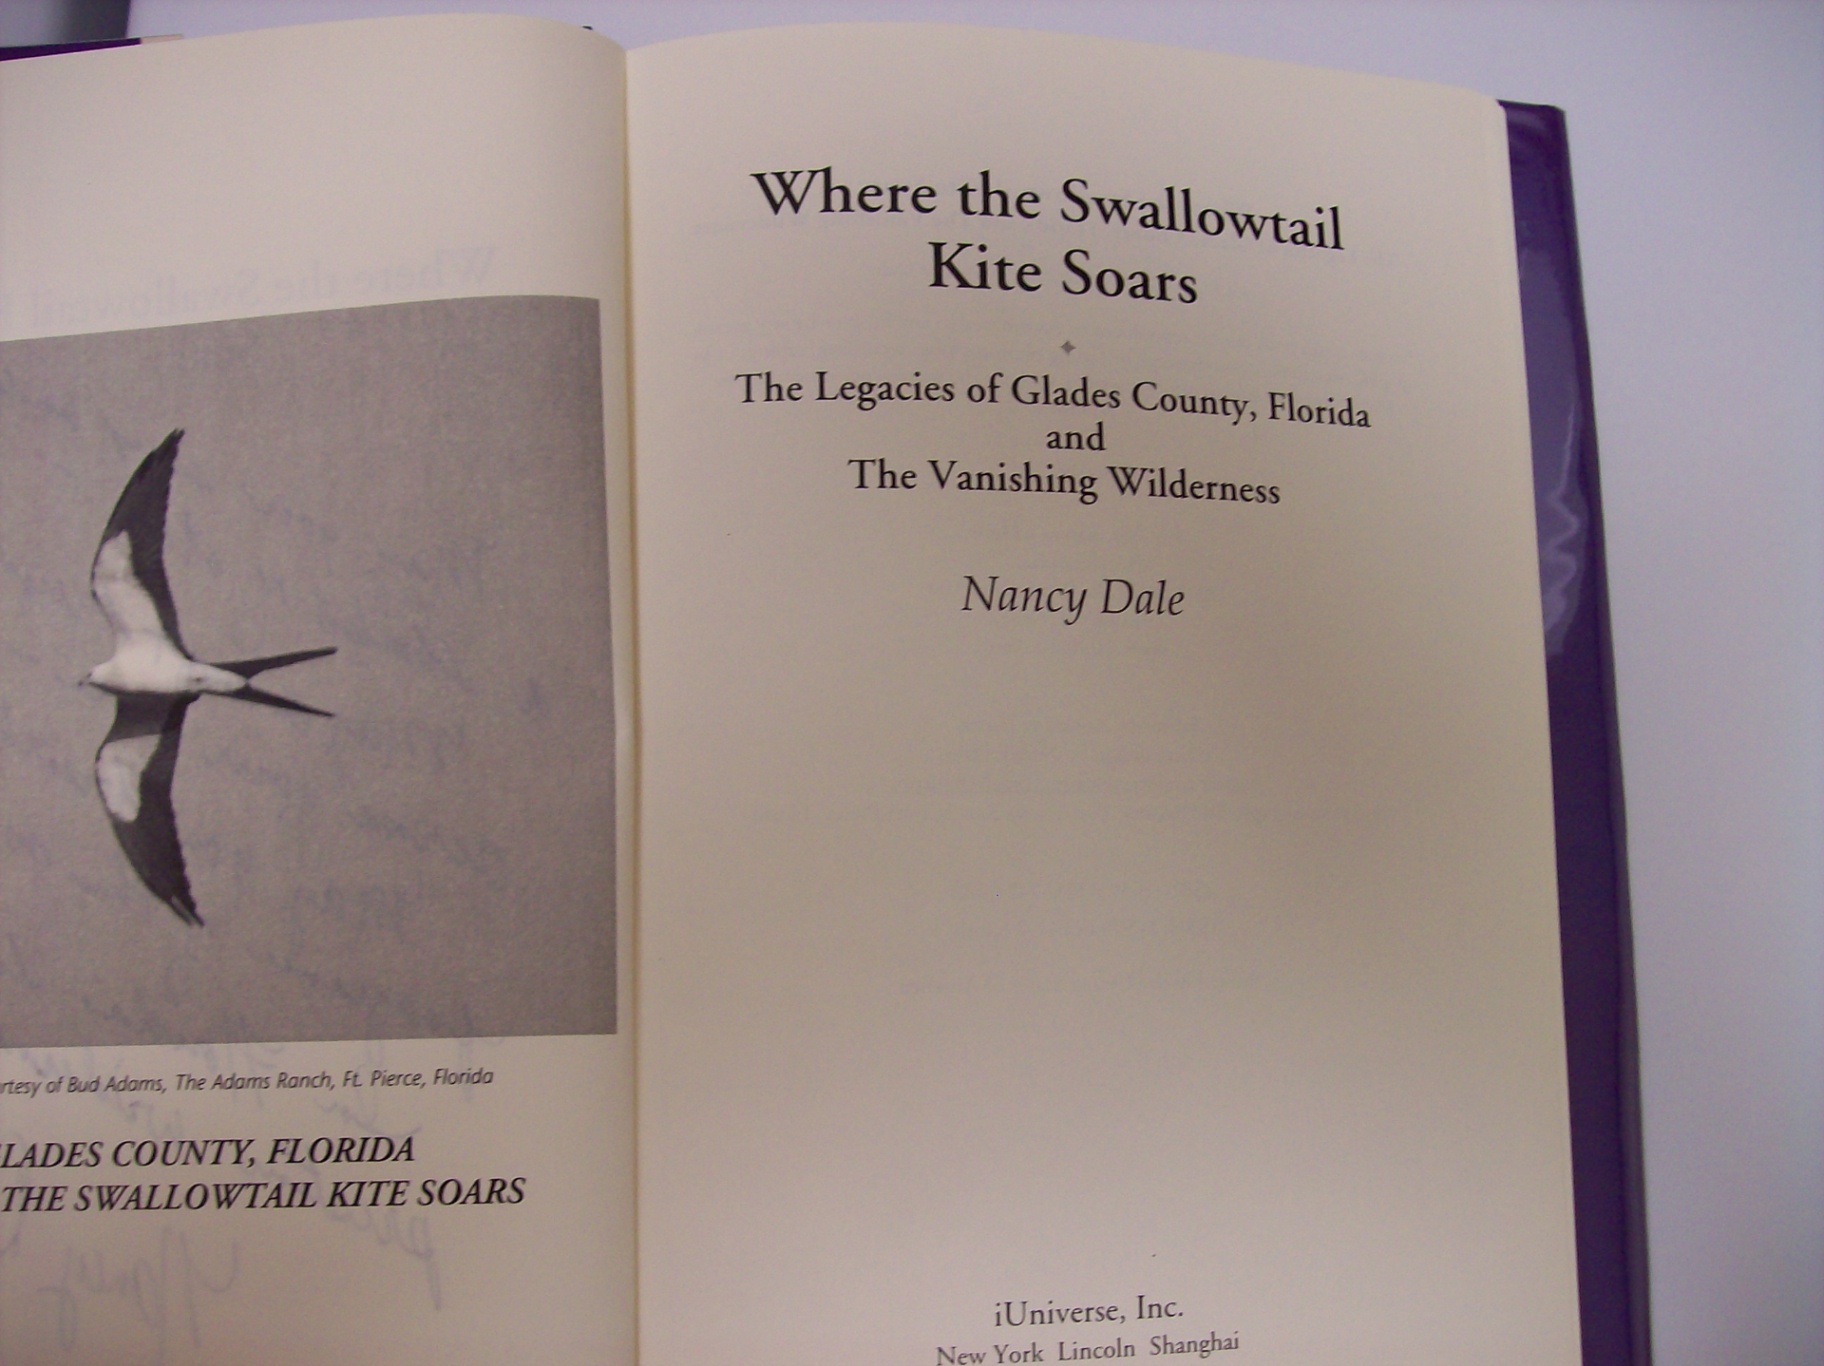 rtesy of Bud Adams, The Adams Ranch, Ft. Pierce, Florida
LADES COUNTY, FLORIDA
THE SWALLOWTAIL KITE SOARS
Where the Swallowtail
Kite Soars
The Legacies of Glades County, Florida
and
The Vanishing Wilderness
Nancy Dale
iUniverse, Inc.
New York Lincoln Shanghai